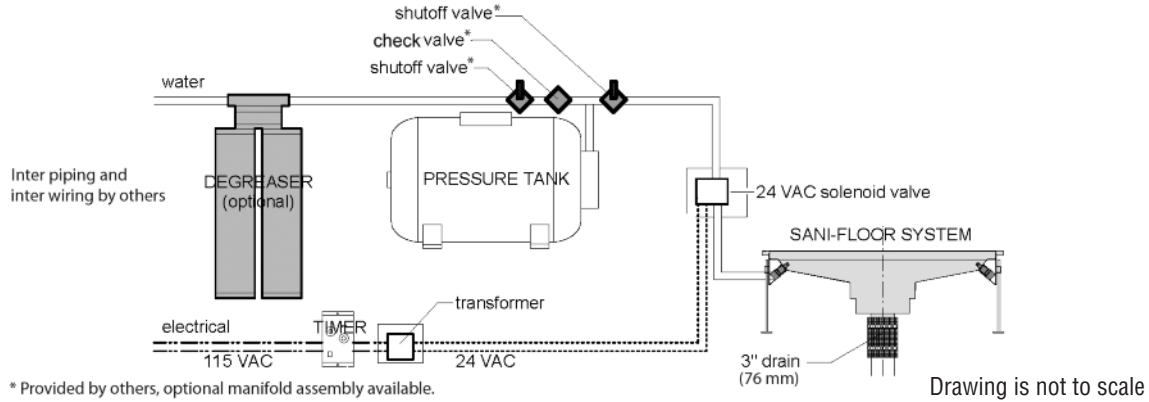 shutoff valve*
check valve*
shutoff valve*
water
Inter piping and
inter wiring by others
DEGREASER
(optional)
PRESSURE TANK
24 VAC solenoid valve
SANI-FLOOR SYSTEM
transformer
electrical
TIMER
115 VAC
24 VAC
3" drain
(76 mm)
* Provided by others, optional manifold assembly available.
Drawing is not to scale